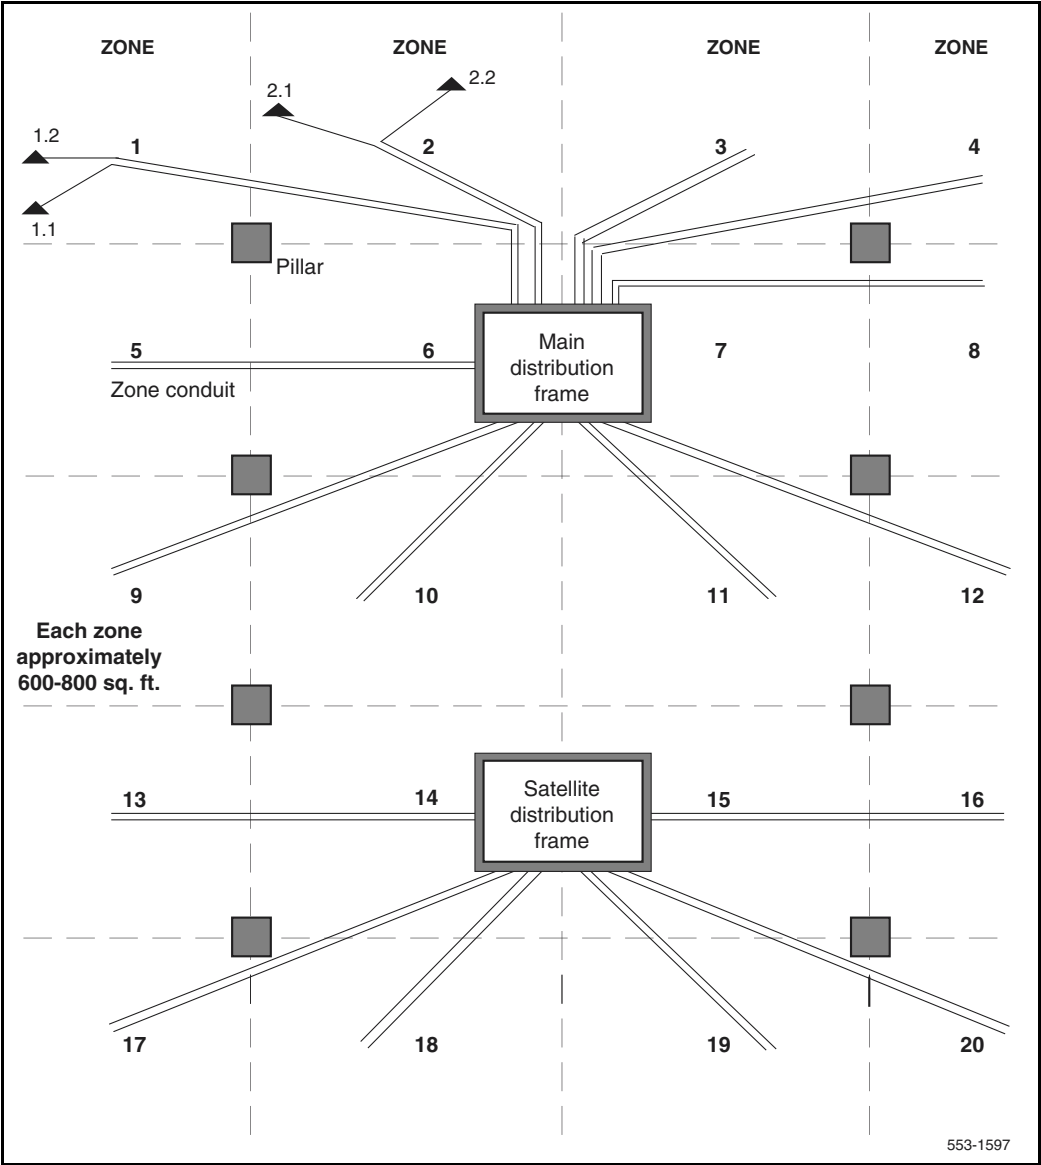 ZONE ZONE ZONE ZONE
2.2
2.1
1.2
1 2 3 4
1.1
Pillar
Main
distribution
frame
5 6 7 8
Zone conduit
9 10 11 12
Each zone
approximately
600-800 sq. ft.
Satellite
distribution
frame
13 14 15 16
17 18 19 20
553-1597